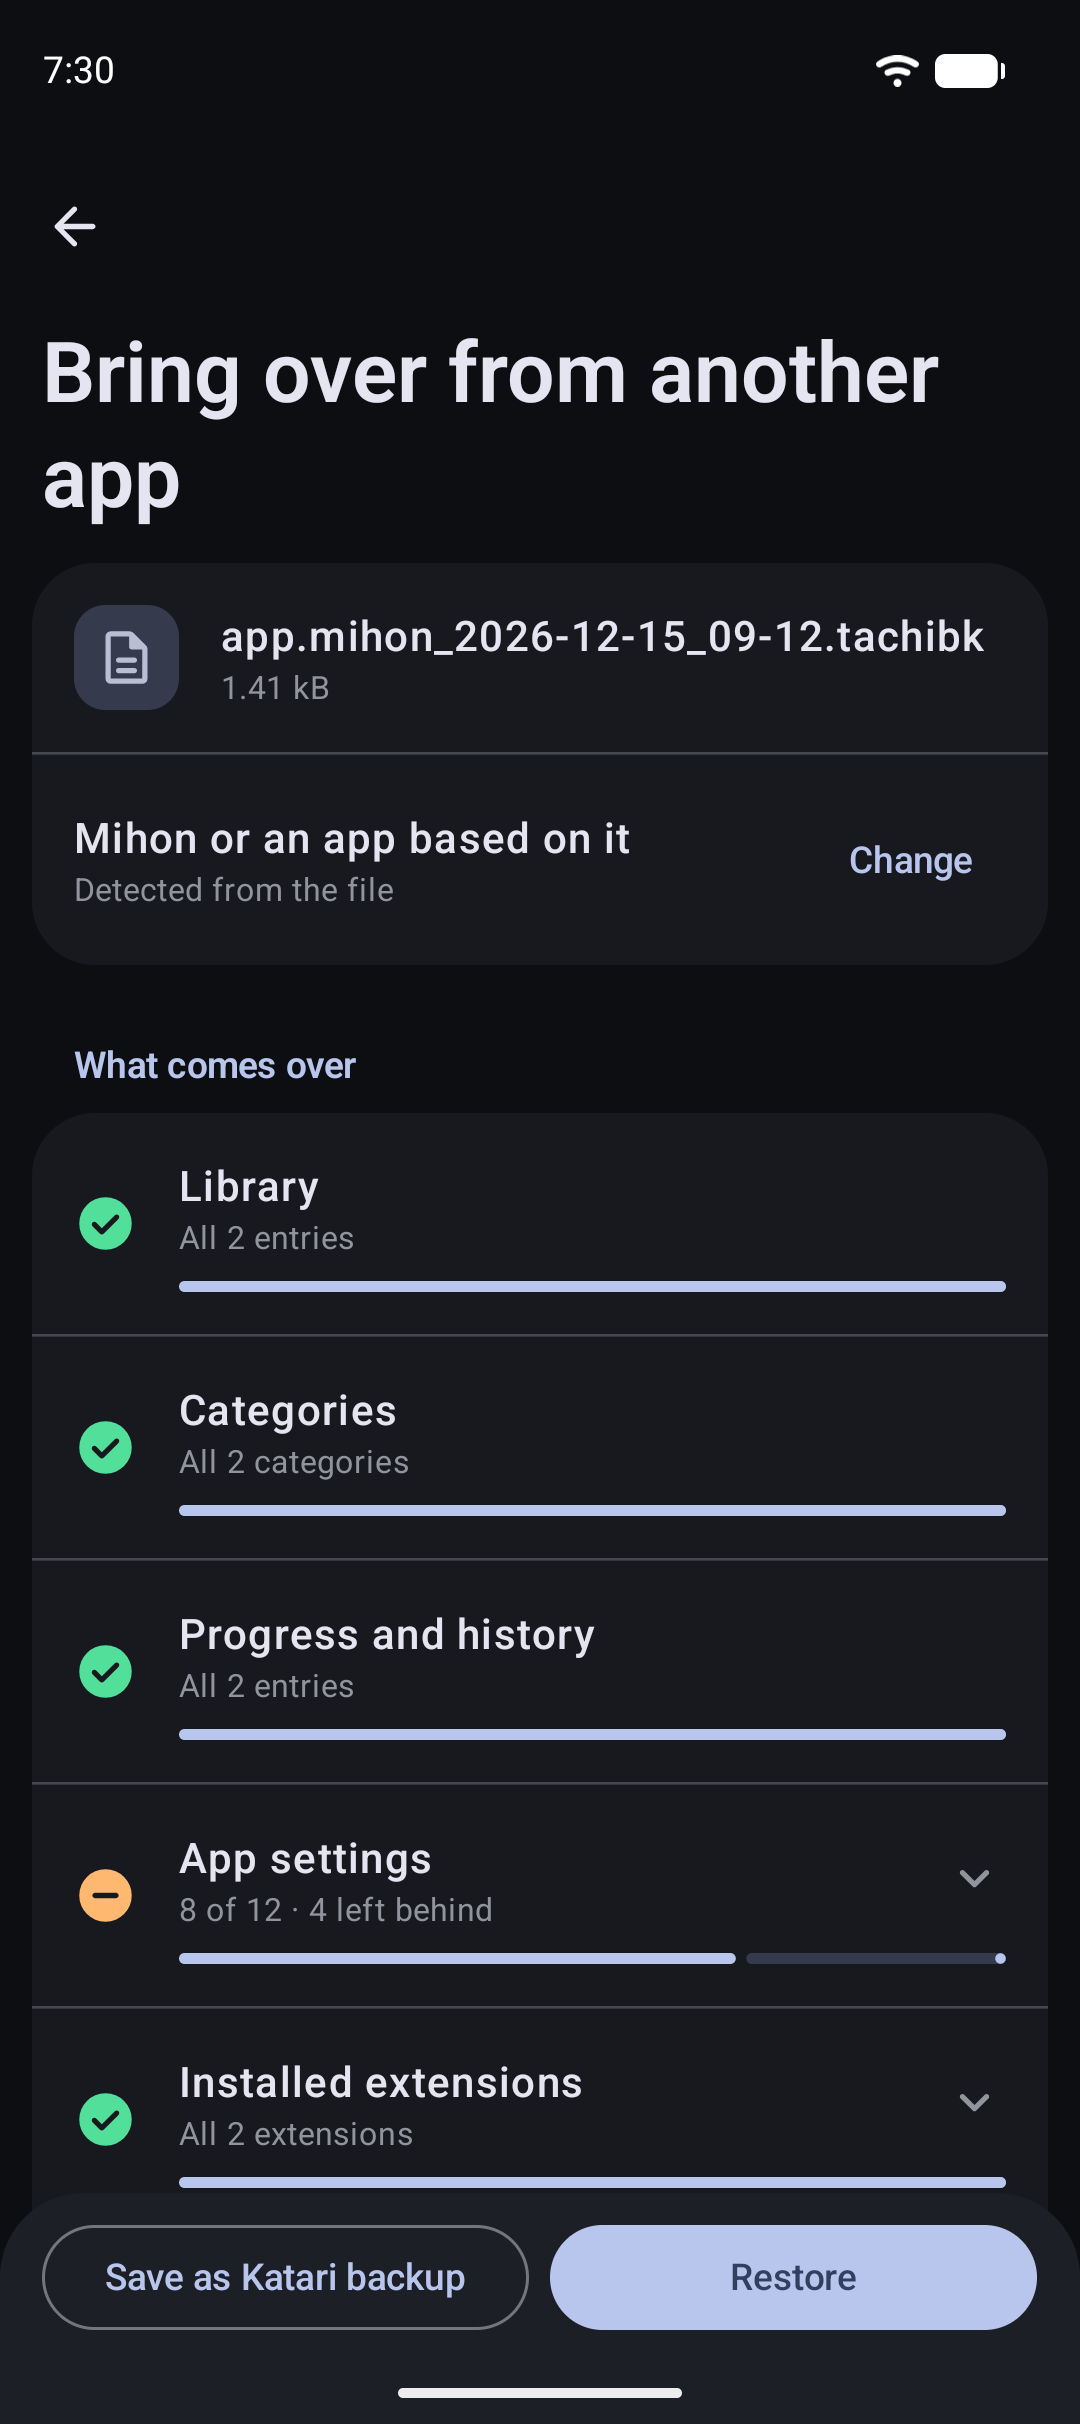 7:30
Bring over from another
app
app.mihon_2026-12-15_09-12.tachibk
1.41 kB
Mihon or an app based on it
Detected from the file
Change
What comes over
Library
All 2 entries
Categories
All 2 categories
Progress and history
All 2 entries
App settings
8 of 12 · 4 left behind
Installed extensions
All 2 extensions
Save as Katari backup
Restore